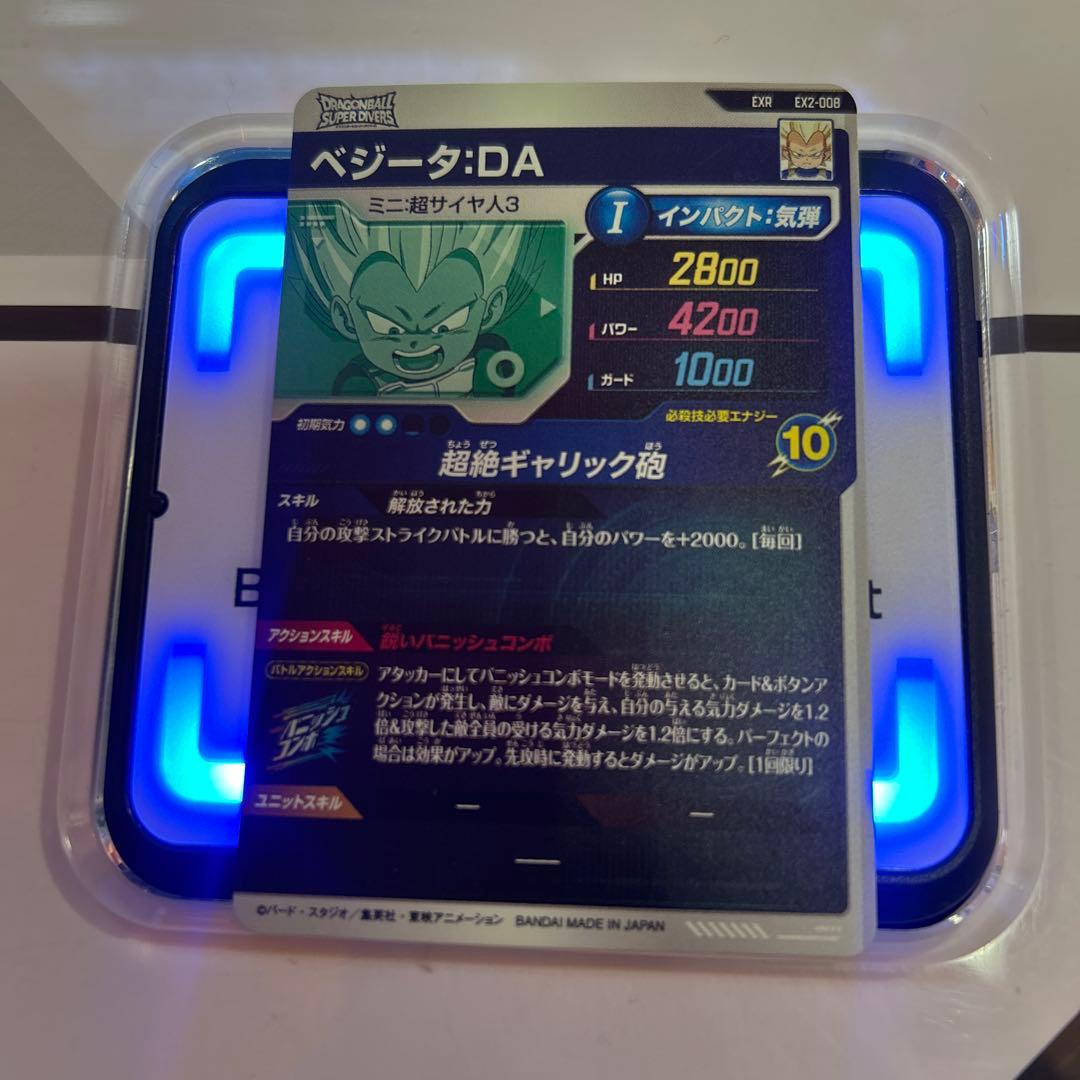 DRAGONBALL
SUPER DIVERS
EXR EX2-008
ベジータ:DA
ミニ:超サイヤ人3
I インパクト:気弾
HP 2800
パワー 4200
ガード 1000
初期気力
必殺技必要エナジー
10
超絶ギャリック砲
スキル 解放された力
自分の攻撃ストライクバトルに勝つと、自分のパワーを+2000。[毎回]
アクションスキル 鋭いバニッシュコンボ
バトルアクションスキル
バニッシュ
コンボ
アタッカーにしてバニッシュコンボモードを発動させると、カード&ボタンア
クションが発生し、敵にダメージを与え、自分の与える気力ダメージを1.2
倍&攻撃した敵全員の受ける気力ダメージを1.2倍にする。パーフェクトの
場合は効果がアップ。先攻時に発動するとダメージがアップ。[1回限り]
ユニットスキル ― ―
―
©バード・スタジオ/集英社・東映アニメーション BANDAI MADE IN JAPAN